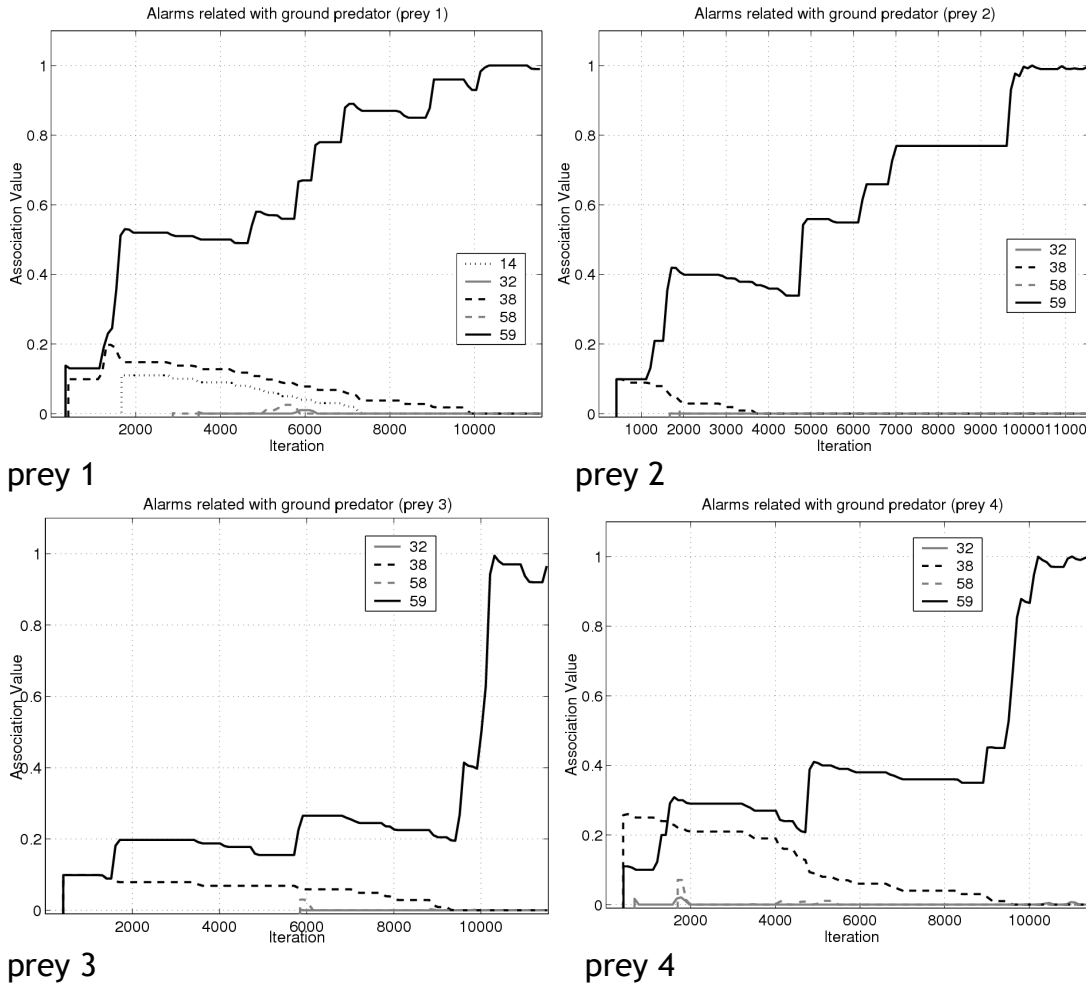 Alarms related with ground predator (prey 1)
1
0.8
0.6
0.4
0.2
0
Association Value
14
32
38
58
59
2000 4000 6000 8000 10000
Iteration
prey 1
Alarms related with ground predator (prey 2)
1
0.8
0.6
0.4
0.2
0
Association Value
32
38
58
59
1000 2000 3000 4000 5000 6000 7000 8000 9000 10000 11000
Iteration
prey 2
Alarms related with ground predator (prey 3)
1
0.8
0.6
0.4
0.2
0
Association Value
32
38
58
59
2000 4000 6000 8000 10000
Iteration
prey 3
Alarms related with ground predator (prey 4)
1
0.8
0.6
0.4
0.2
0
Association Value
32
38
58
59
2000 4000 6000 8000 10000
Iteration
prey 4